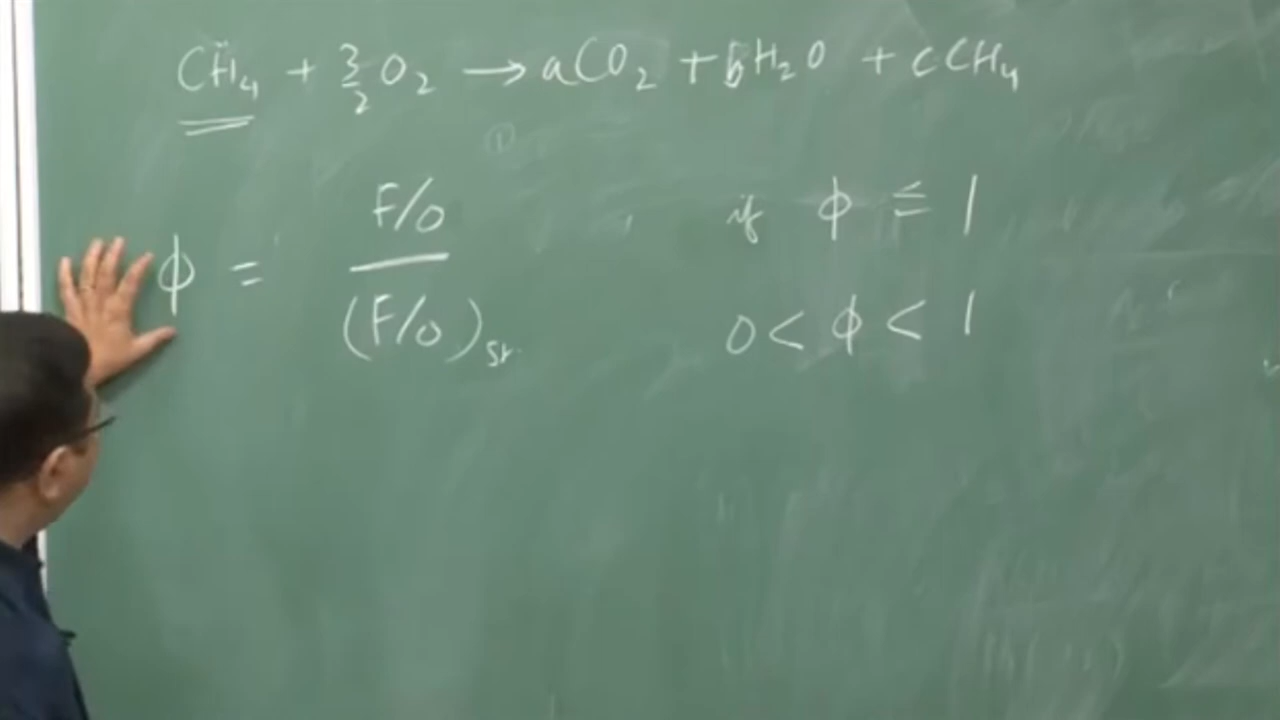 CH₄ + 3/2 O₂ → aCO₂ + bH₂O + cCH₄
ϕ = F/O / (F/O)st.
if ϕ ≤ 1
0 < ϕ < 1